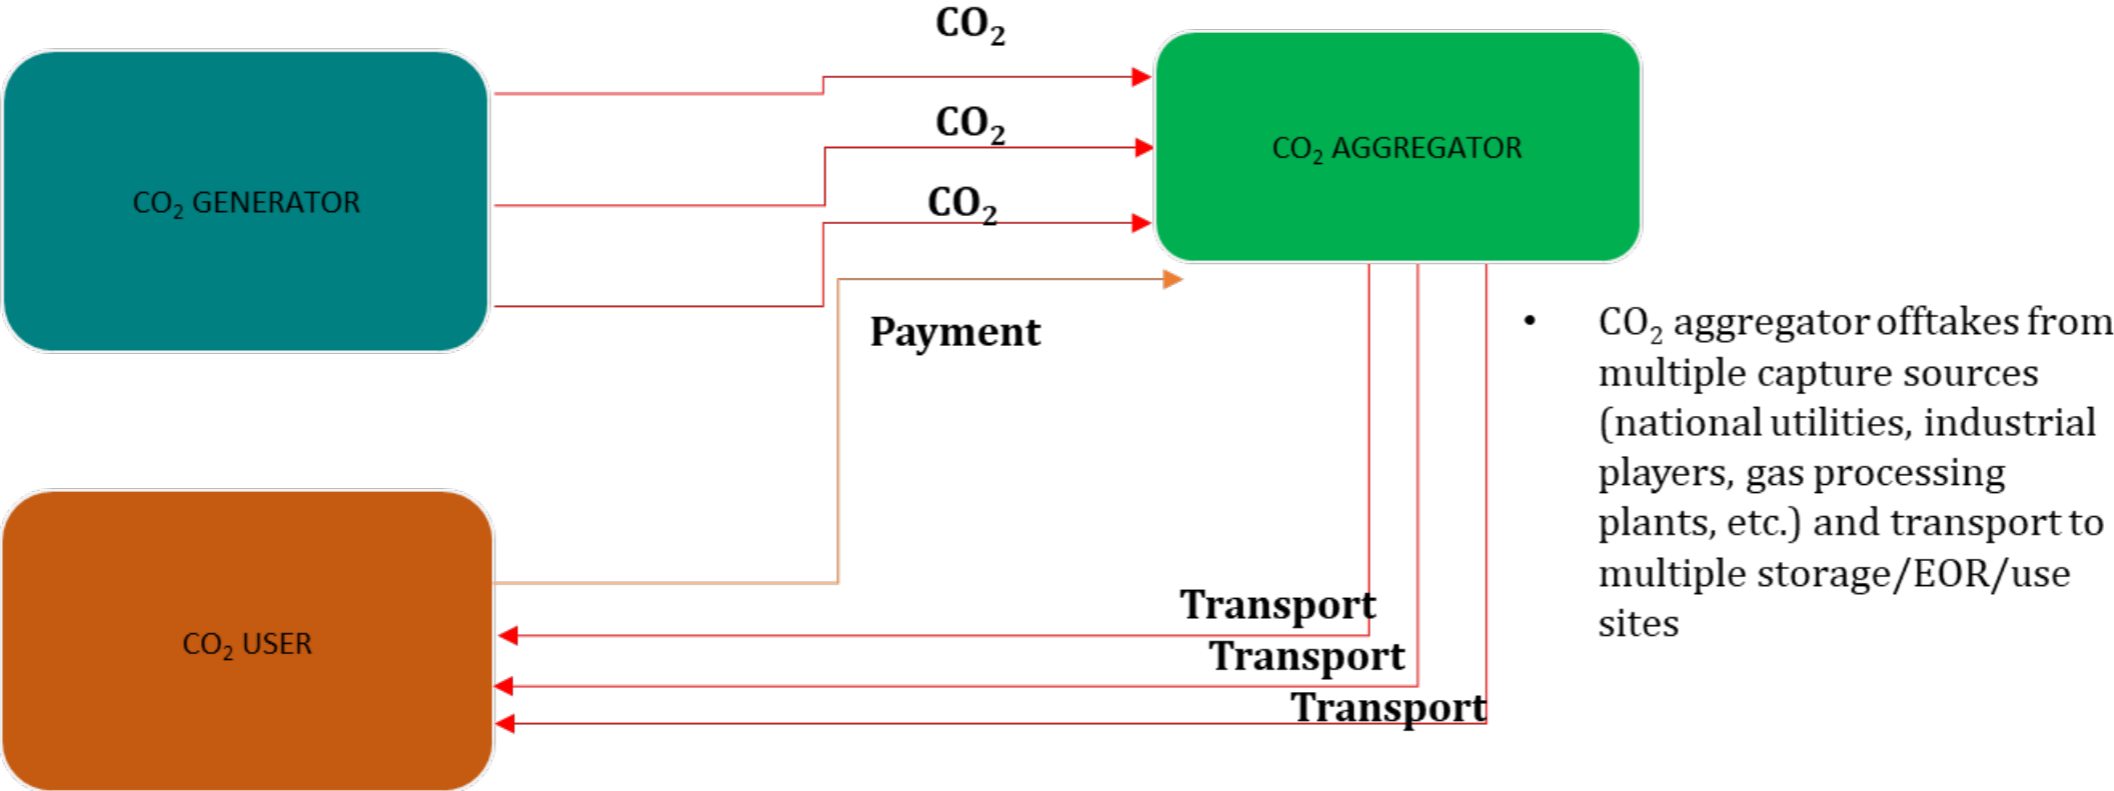 CO₂
CO₂
CO₂
CO₂ GENERATOR
CO₂ AGGREGATOR
Payment
• CO₂ aggregator offtakes from
multiple capture sources
(national utilities, industrial
players, gas processing
plants, etc.) and transport to
multiple storage/EOR/use
sites
CO₂ USER
Transport
Transport
Transport